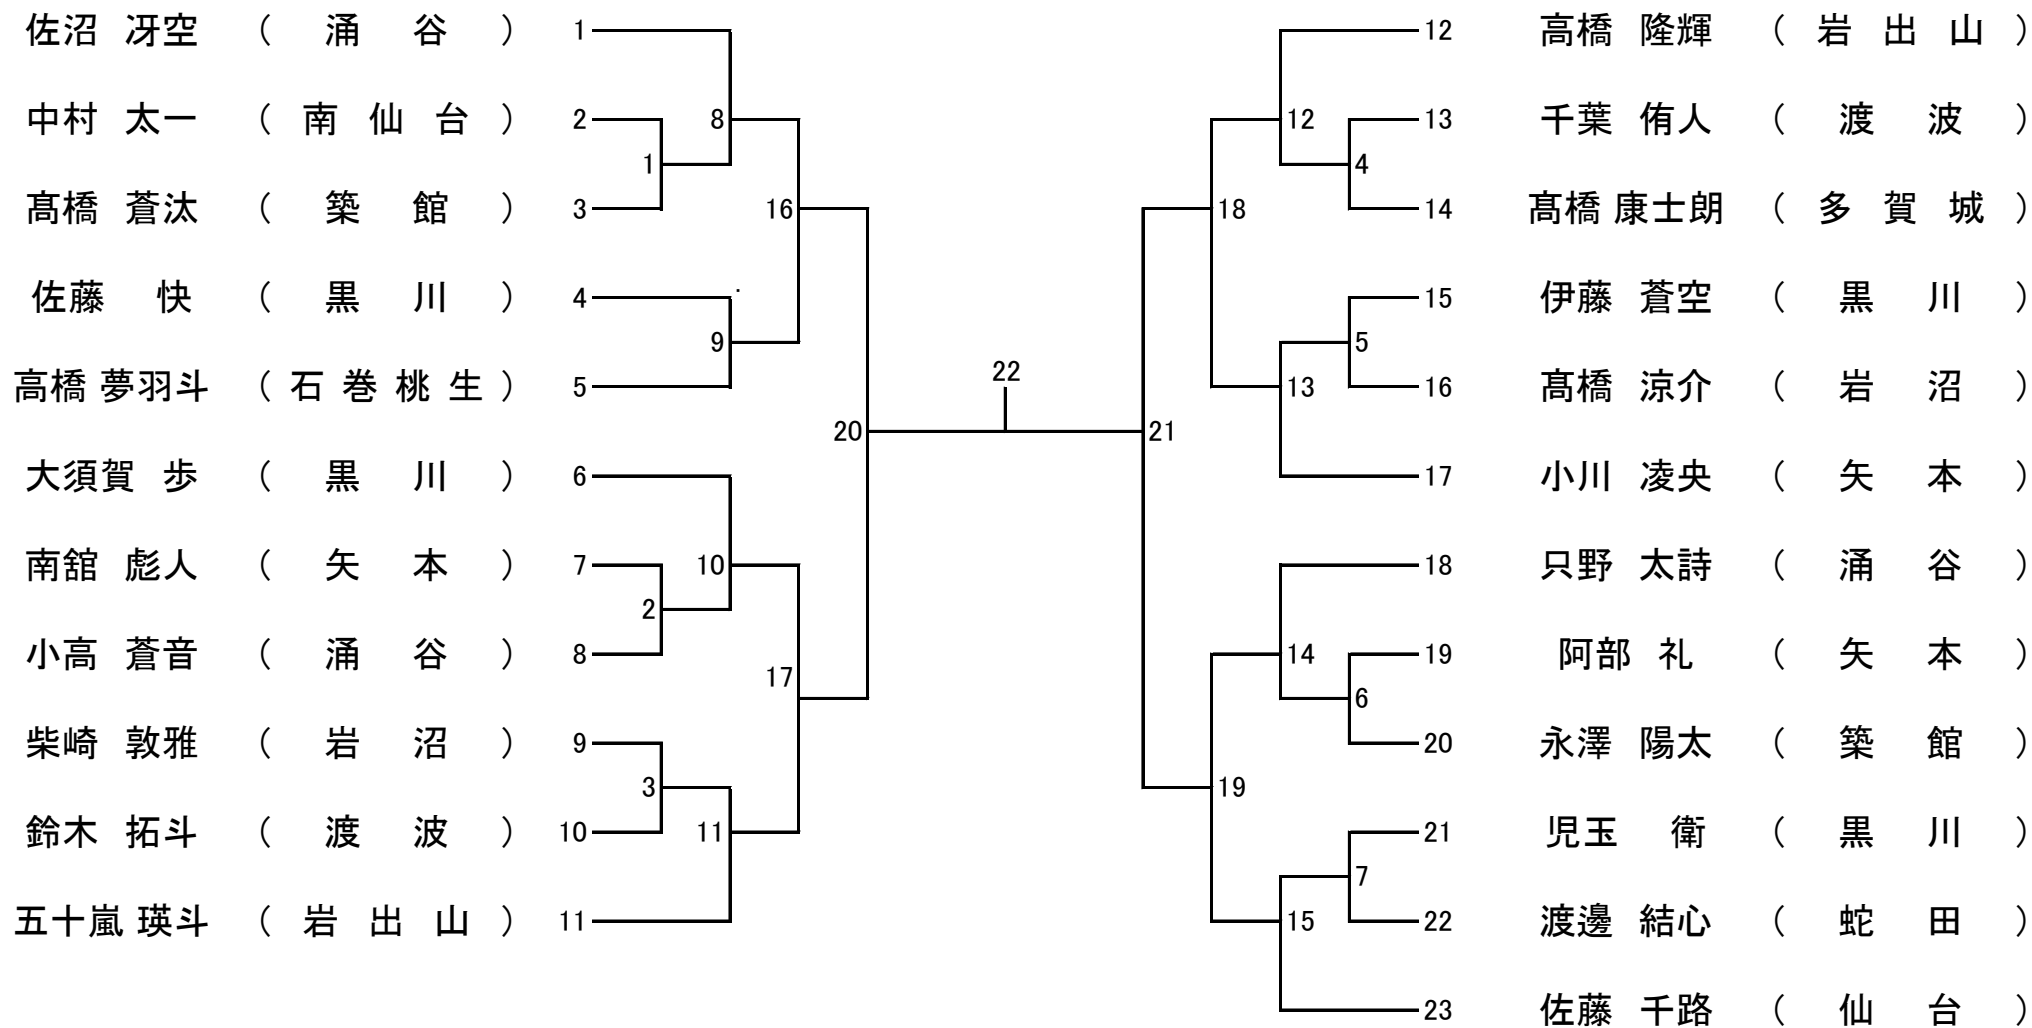 佐沼 冴空 （ 涌 谷 ） 1
中村 太一 （ 南 仙 台 ） 2
髙橋 蒼汰 （ 築 館 ） 3
佐藤 快 （ 黒 川 ） 4
高橋 夢羽斗 （ 石 巻 桃 生 ） 5
大須賀 歩 （ 黒 川 ） 6
南舘 彪人 （ 矢 本 ） 7
小高 蒼音 （ 涌 谷 ） 8
柴崎 敦雅 （ 岩 沼 ） 9
鈴木 拓斗 （ 渡 波 ） 10
五十嵐 瑛斗 （ 岩 出 山 ） 11
1
2
3
8
9
10
11
16
17
20
22
21
18
19
12
13
14
15
4
5
6
7
12 高橋 隆輝 （ 岩 出 山 ）
13 千葉 侑人 （ 渡 波 ）
14 髙橋 康士朗 （ 多 賀 城 ）
15 伊藤 蒼空 （ 黒 川 ）
16 髙橋 涼介 （ 岩 沼 ）
17 小川 凌央 （ 矢 本 ）
18 只野 太詩 （ 涌 谷 ）
19 阿部 礼 （ 矢 本 ）
20 永澤 陽太 （ 築 館 ）
21 児玉 衛 （ 黒 川 ）
22 渡邊 結心 （ 蛇 田 ）
23 佐藤 千路 （ 仙 台 ）